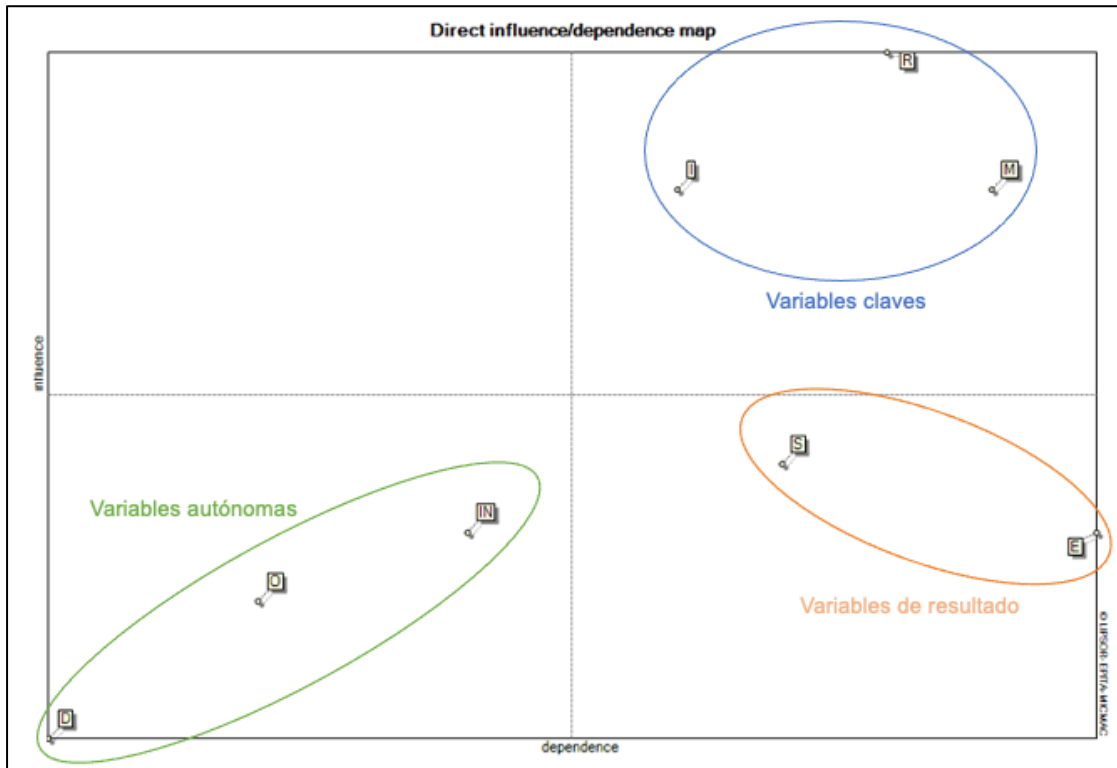 Direct influence/dependence map
R
I
M
Variables claves
influence
S
Variables autónomas
IN
E
O
Variables de resultado
D
dependence
© LIPSOR-EPITA-MICMAC